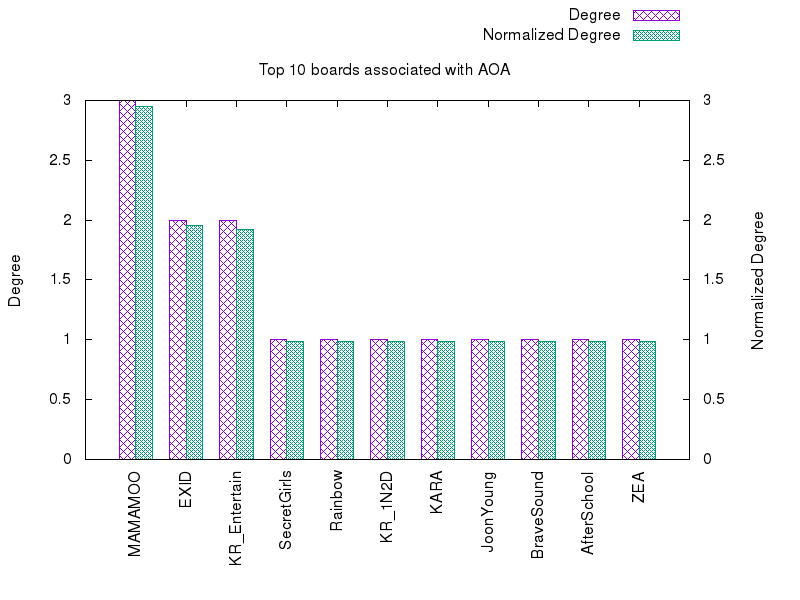 Degree
Normalized Degree
Top 10 boards associated with AOA
3
2.5
2
1.5
1
0.5
0
3
2.5
2
1.5
1
0.5
0
Degree
Normalized Degree
MAMAMOO
EXID
KR_Entertain
SecretGirls
Rainbow
KR_1N2D
KARA
JoonYoung
BraveSound
AfterSchool
ZEA